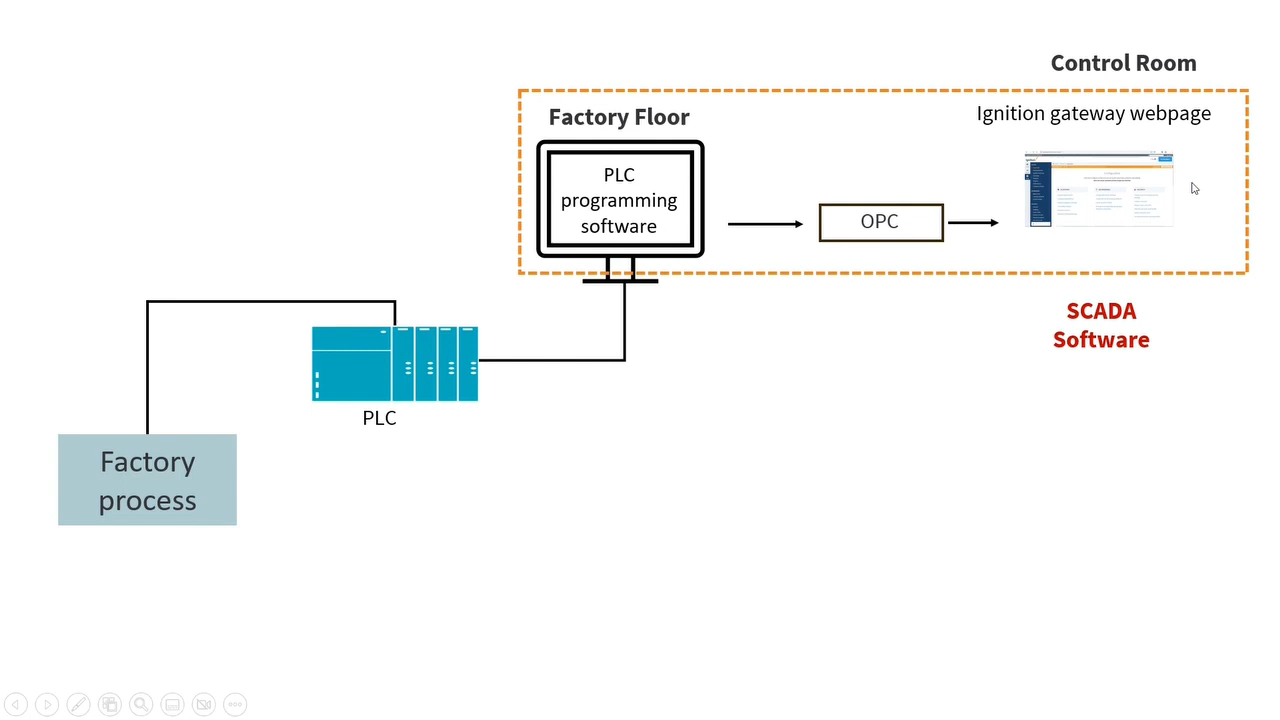 Control Room
Factory Floor
Ignition gateway webpage
PLC
programming
software
OPC
SCADA
Software
PLC
Factory
process